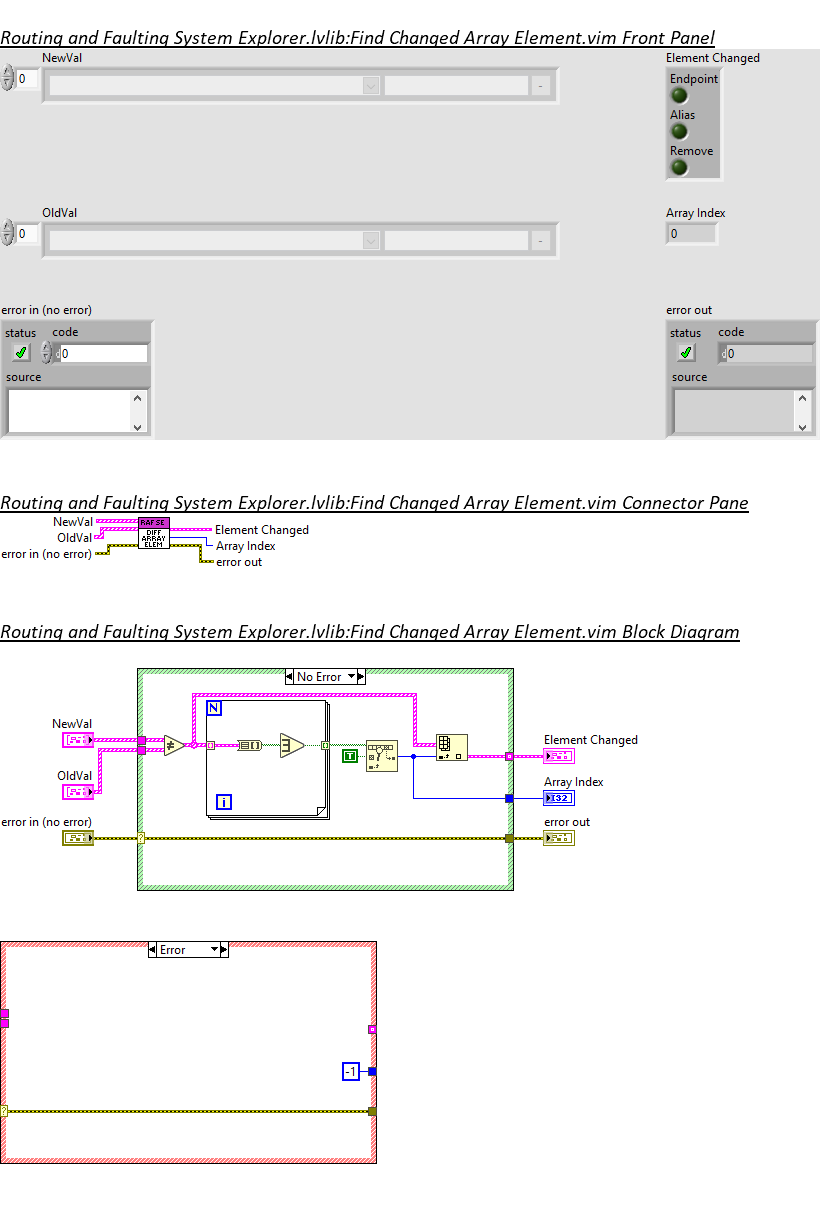 Routing and Faulting System Explorer.lvlib:Find Changed Array Element.vim Front Panel
NewVal
0
-
Element Changed
Endpoint
Alias
Remove
OldVal
0
-
Array Index
0
error in (no error)
status code
d 0
source
error out
status code
d 0
source
Routing and Faulting System Explorer.lvlib:Find Changed Array Element.vim Connector Pane
NewVal
OldVal
error in (no error)
RAF SE
DIFF
ARRAY
ELEM
Element Changed
Array Index
error out
Routing and Faulting System Explorer.lvlib:Find Changed Array Element.vim Block Diagram
No Error
N
NewVal
OldVal
error in (no error)
≠
T
i
?
Element Changed
Array Index
I32
error out
Error
-1
?